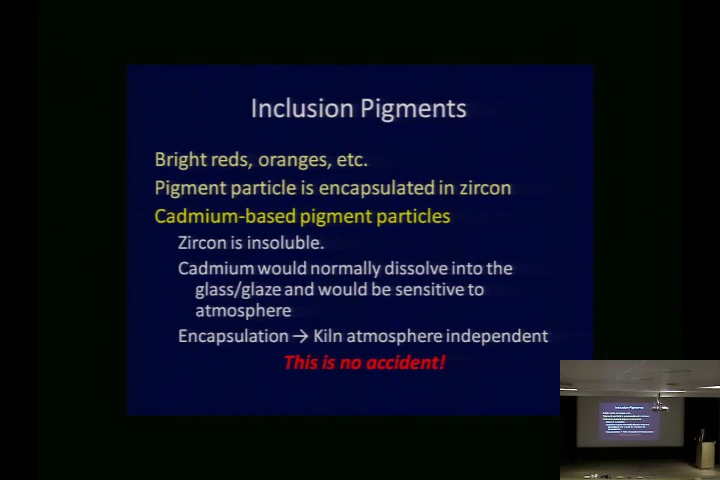 Inclusion Pigments
Bright reds, oranges, etc.
Pigment particle is encapsulated in zircon
Cadmium-based pigment particles
Zircon is insoluble.
Cadmium would normally dissolve into the
glass/glaze and would be sensitive to
atmosphere
Encapsulation → Kiln atmosphere independent
This is no accident!
Inclusion Pigments